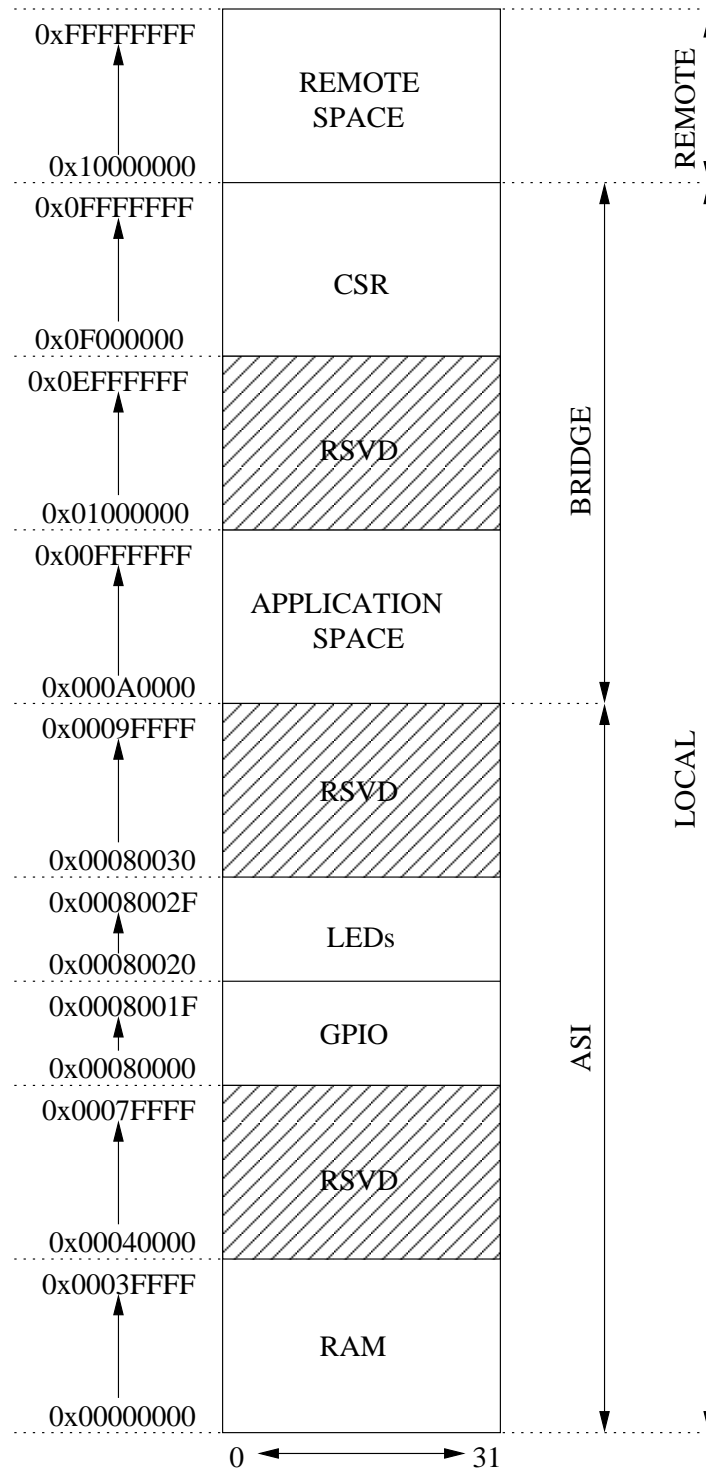 0xFFFFFFFF
REMOTE
SPACE
REMOTE
0x10000000
0x0FFFFFFF
CSR
0x0F000000
0x0EFFFFFF
RSVD
BRIDGE
0x01000000
0x00FFFFFF
APPLICATION
SPACE
0x000A0000
0x0009FFFF
RSVD
LOCAL
0x00080030
0x0008002F
LEDs
0x00080020
0x0008001F
GPIO
ASI
0x00080000
0x0007FFFF
RSVD
0x00040000
0x0003FFFF
RAM
0x00000000
0 31